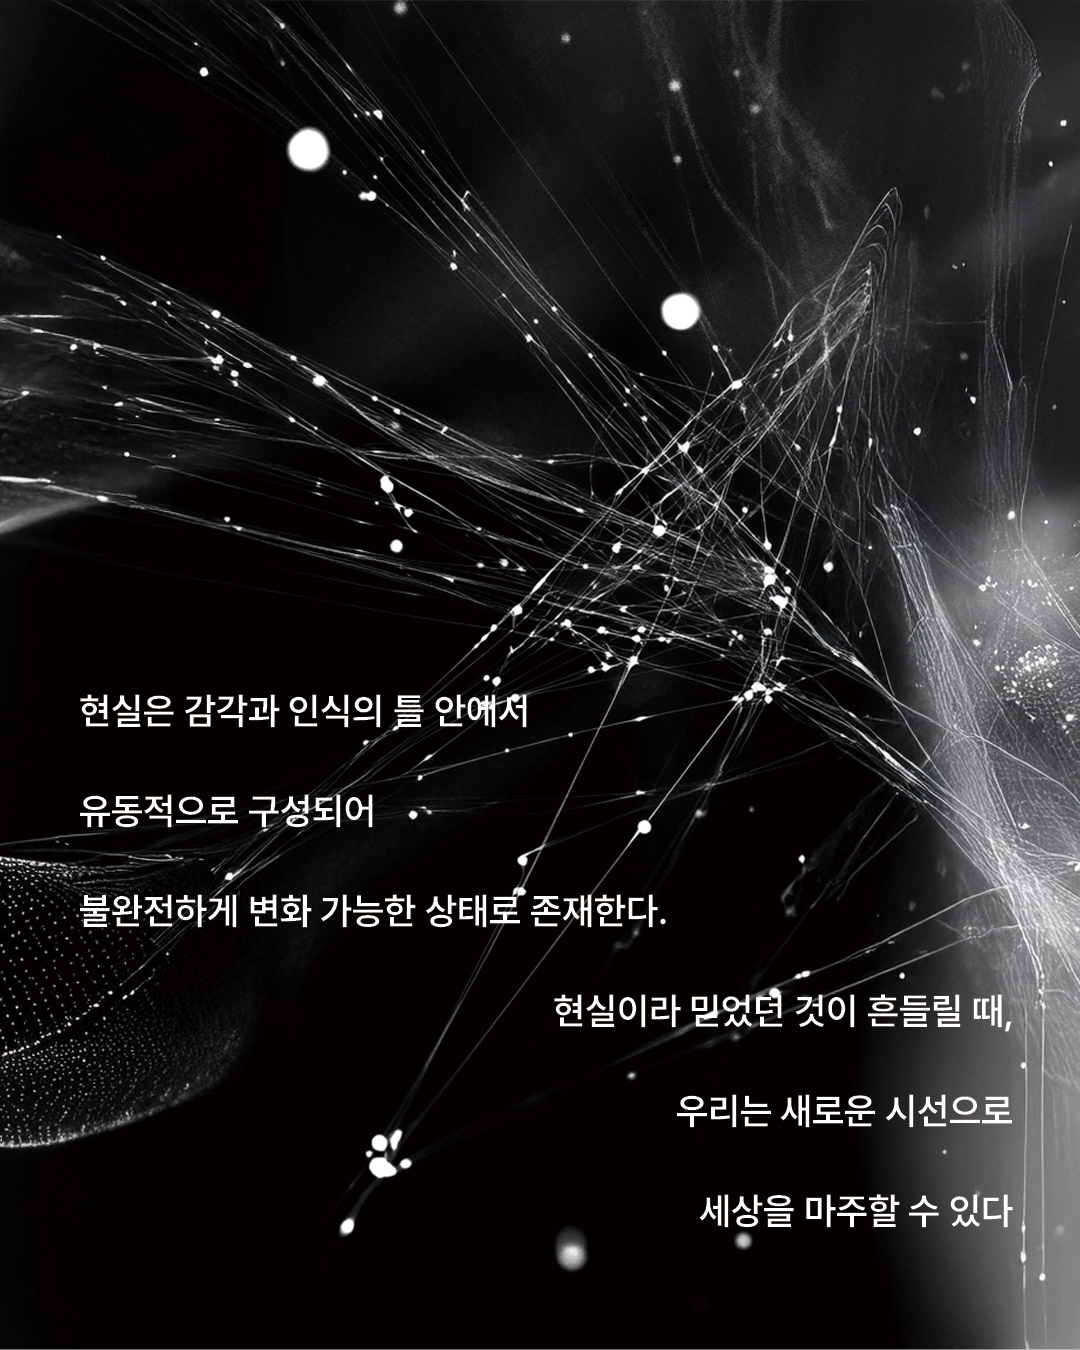 현실은 감각과 인식의 틀 안에서
유동적으로 구성되어
불완전하게 변화 가능한 상태로 존재한다.
현실이라 믿었던 것이 흔들릴 때,
우리는 새로운 시선으로
세상을 마주할 수 있다